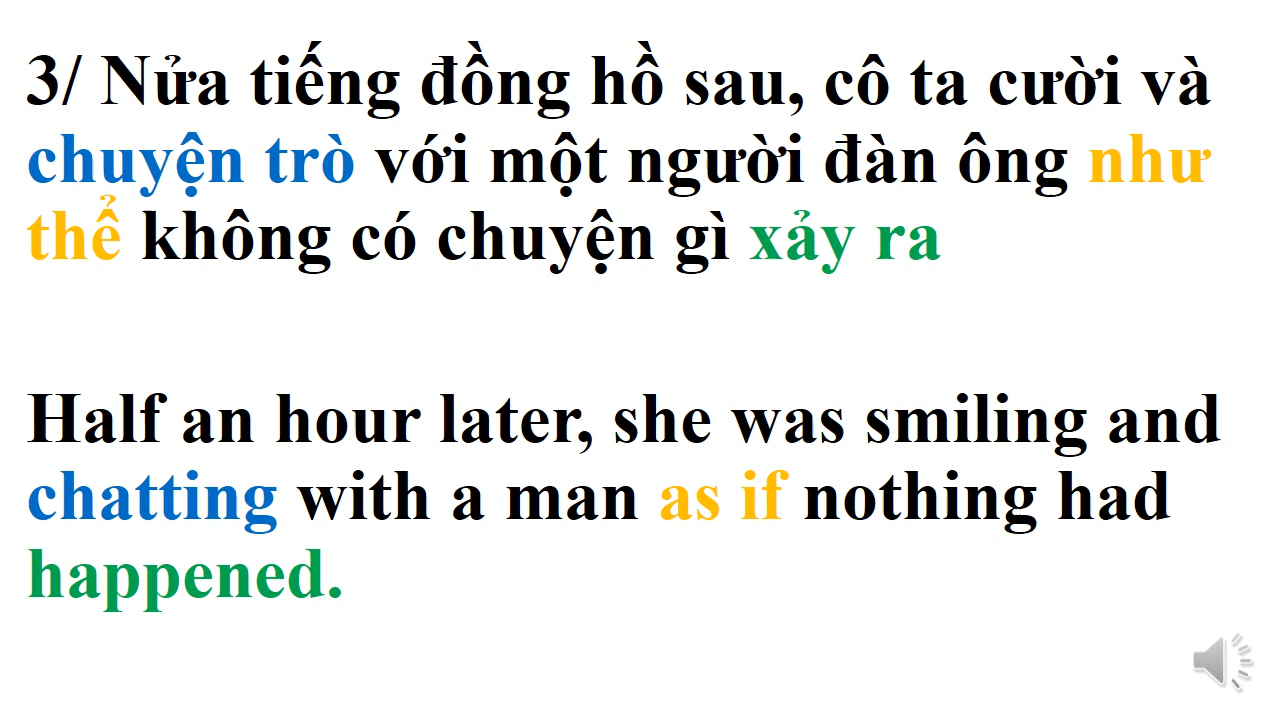 3/ Nửa tiếng đồng hồ sau, cô ta cười và
chuyện trò với một người đàn ông như
thể không có chuyện gì xảy ra
Half an hour later, she was smiling and
chatting with a man as if nothing had
happened.